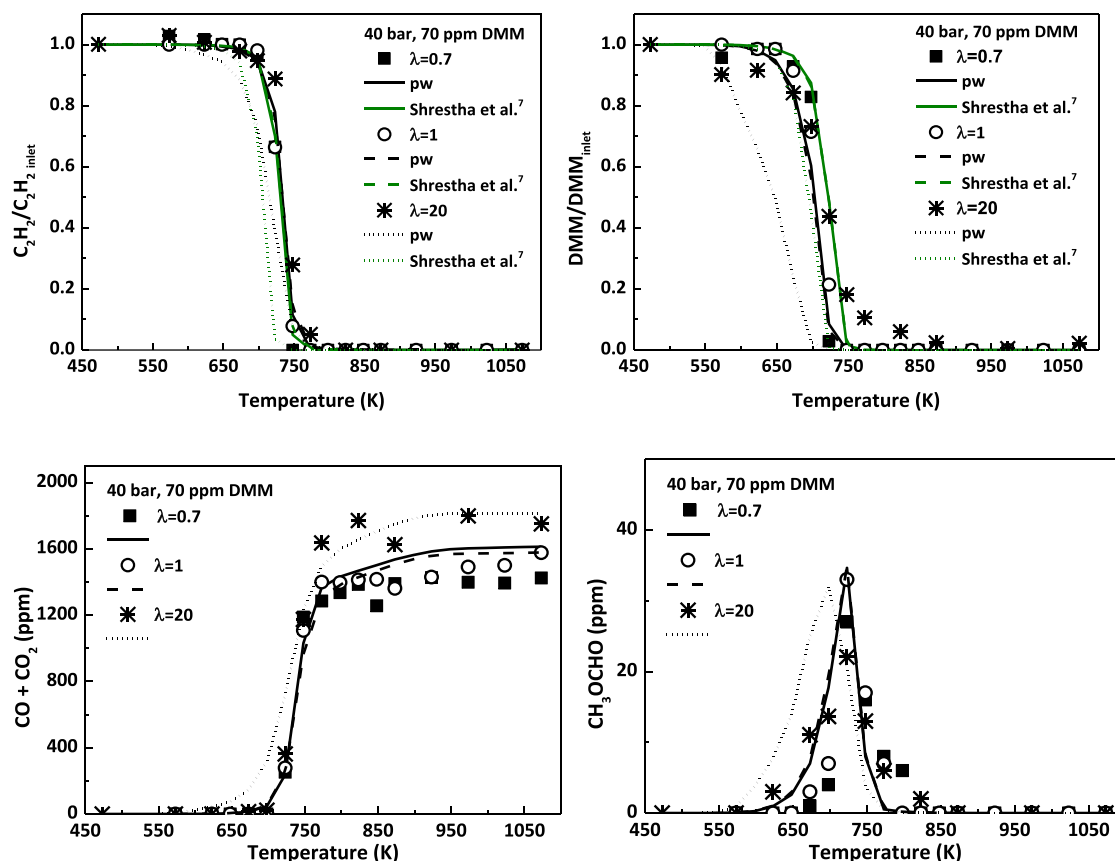 40 bar, 70 ppm DMM
λ=0.7
pw
Shrestha et al.⁷
λ=1
pw
Shrestha et al.⁷
λ=20
pw
Shrestha et al.⁷
C₂H₂/C₂H₂ inlet
1.0
0.8
0.6
0.4
0.2
0.0
450 550 650 750 850 950 1050
Temperature (K)
40 bar, 70 ppm DMM
λ=0.7
pw
Shrestha et al.⁷
λ=1
pw
Shrestha et al.⁷
λ=20
pw
Shrestha et al.⁷
DMM/DMMinlet
1.0
0.8
0.6
0.4
0.2
0.0
450 550 650 750 850 950 1050
Temperature (K)
40 bar, 70 ppm DMM
λ=0.7
λ=1
λ=20
CO + CO₂ (ppm)
2000
1600
1200
800
400
0
450 550 650 750 850 950 1050
Temperature (K)
40 bar, 70 ppm DMM
λ=0.7
λ=1
λ=20
CH₃OCHO (ppm)
40
20
0
450 550 650 750 850 950 1050
Temperature (K)